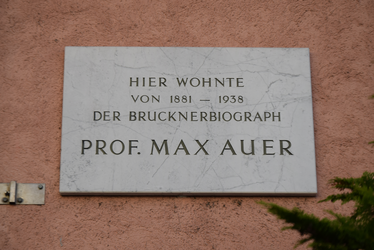 HIER WOHNTE
VON 1881 — 1938
DER BRUCKNERBIOGRAPH
PROF. MAX AUER